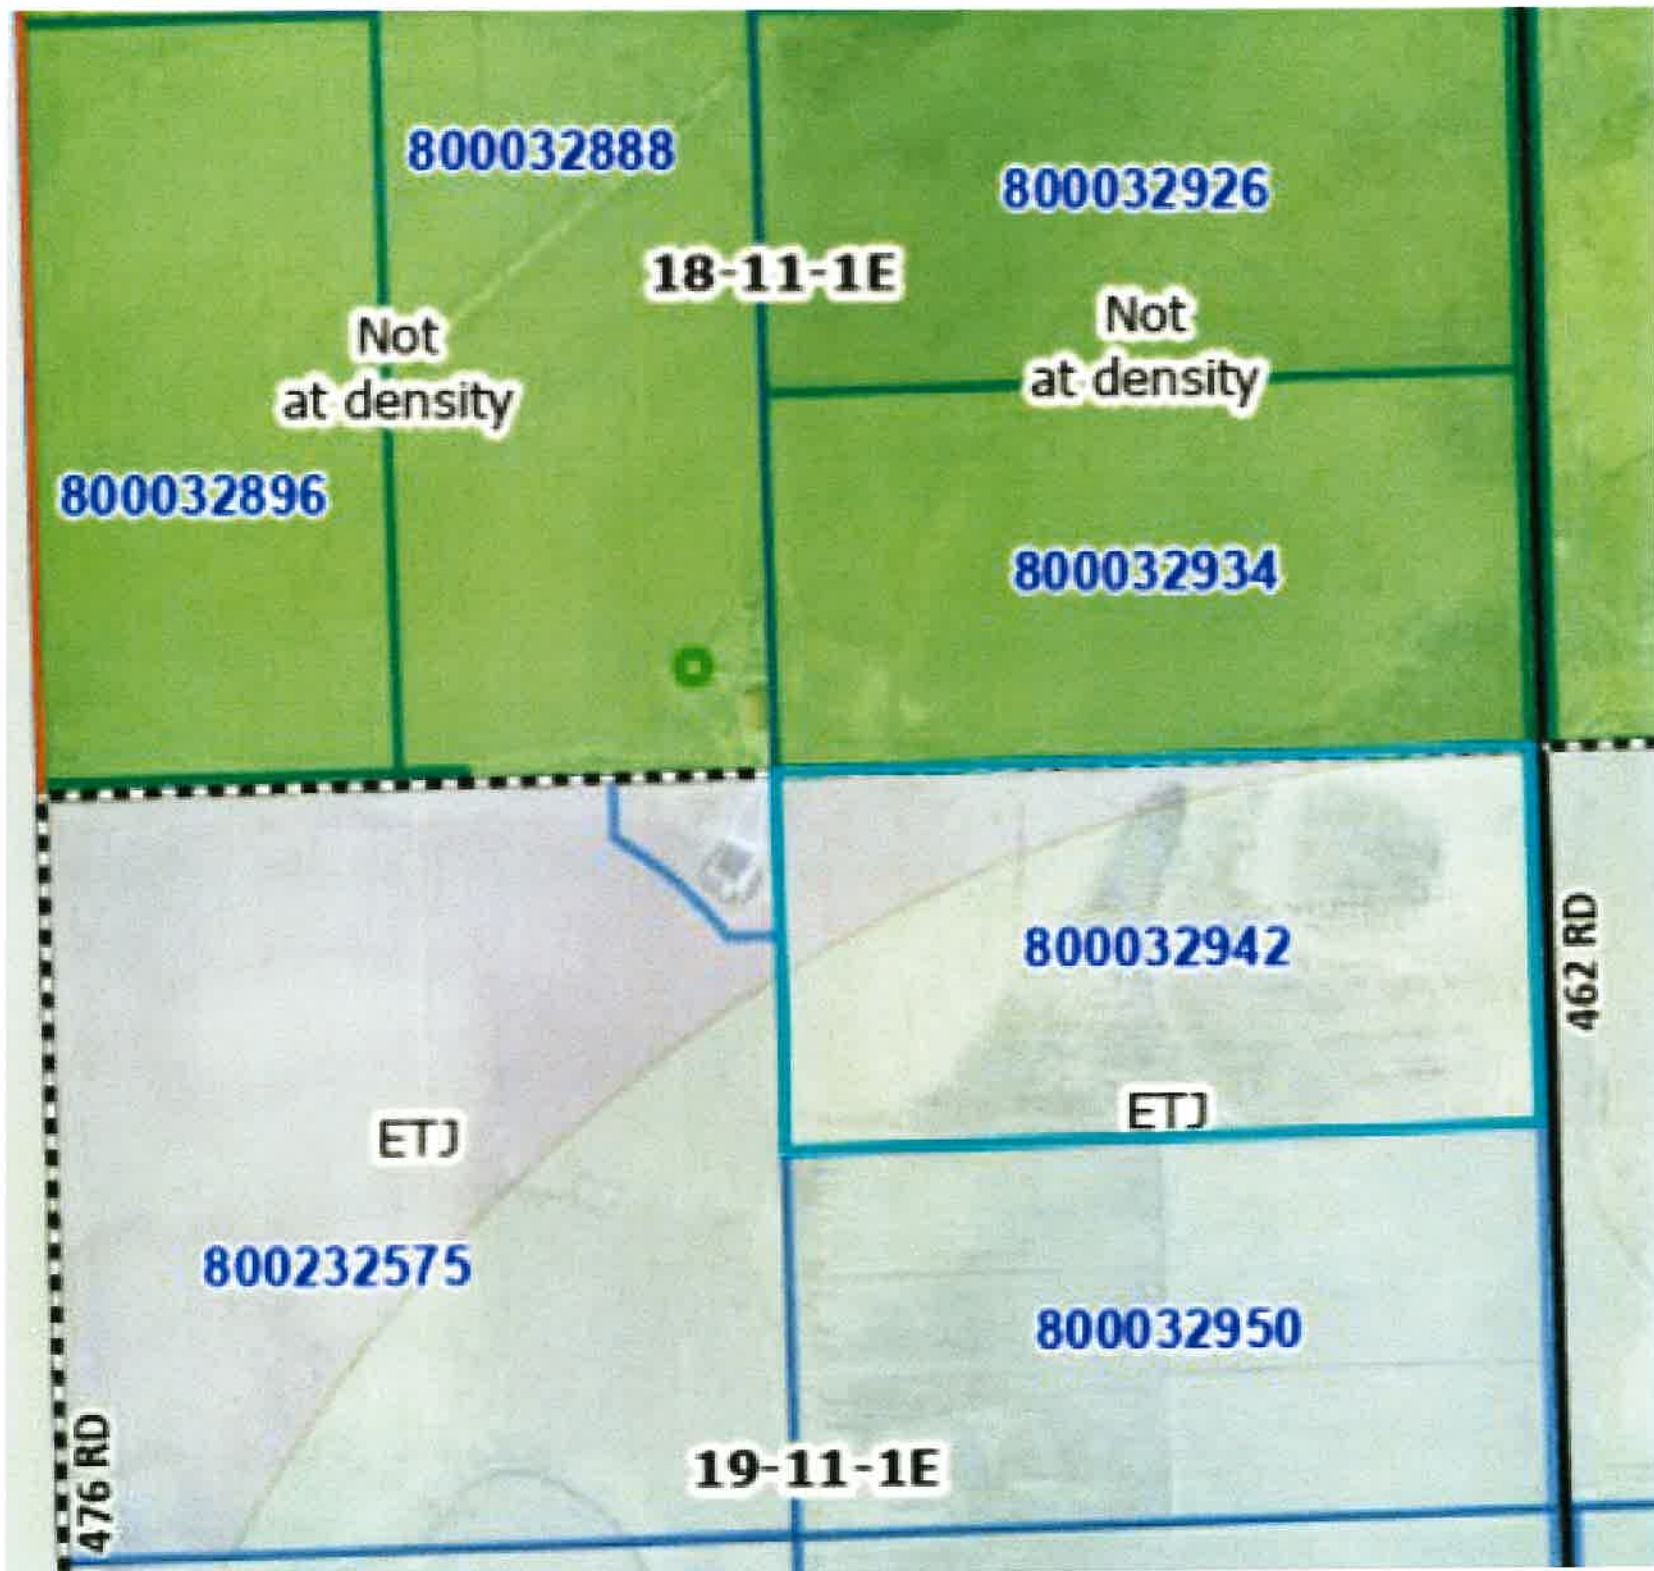 800032888
800032926
18-11-1E
Not
at density
Not
at density
800032896
800032934
800032942
462 RD
ETJ
ETJ
800232575
800032950
476 RD
19-11-1E